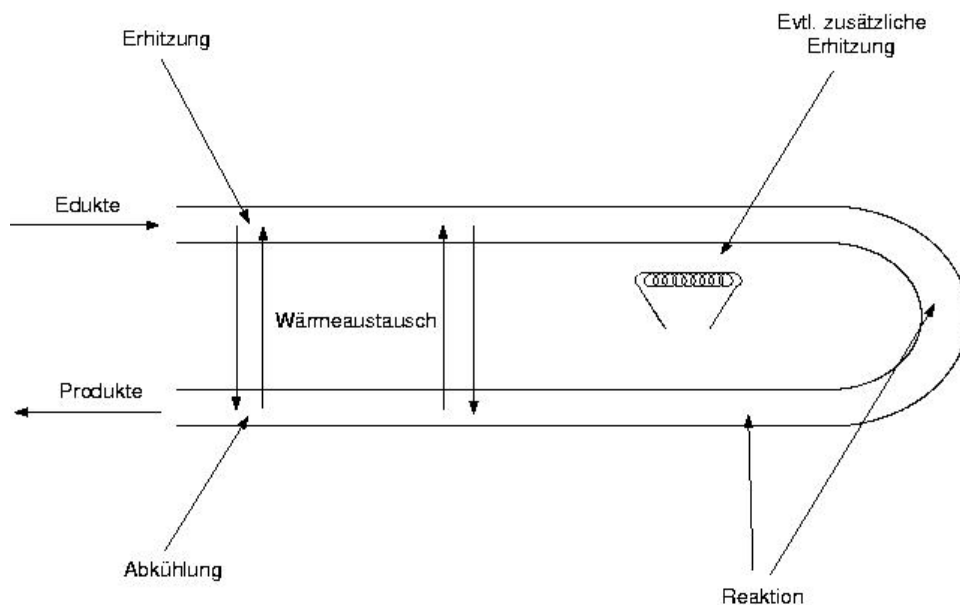 Erhitzung
Evtl. zusätzliche
Erhitzung
Edukte
Wärmeaustausch
Produkte
Abkühlung
Reaktion